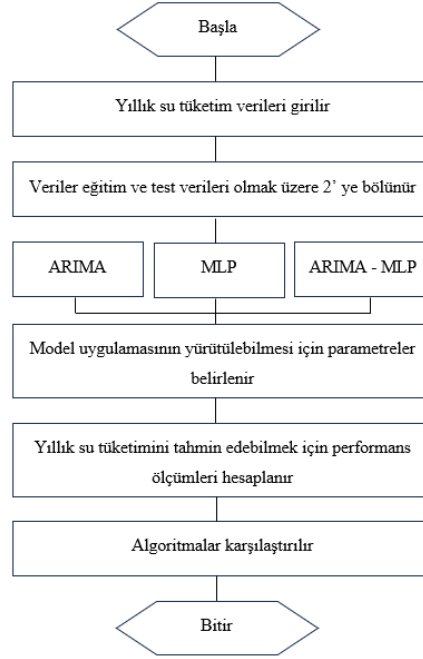 Başla
Yıllık su tüketim verileri girilir
Veriler eğitim ve test verileri olmak üzere 2’ ye bölünür
ARIMA
MLP
ARIMA - MLP
Model uygulamasının yürütülebilmesi için parametreler
belirlenir
Yıllık su tüketimini tahmin edebilmek için performans
ölçümleri hesaplanır
Algoritmalar karşılaştırılır
Bitir